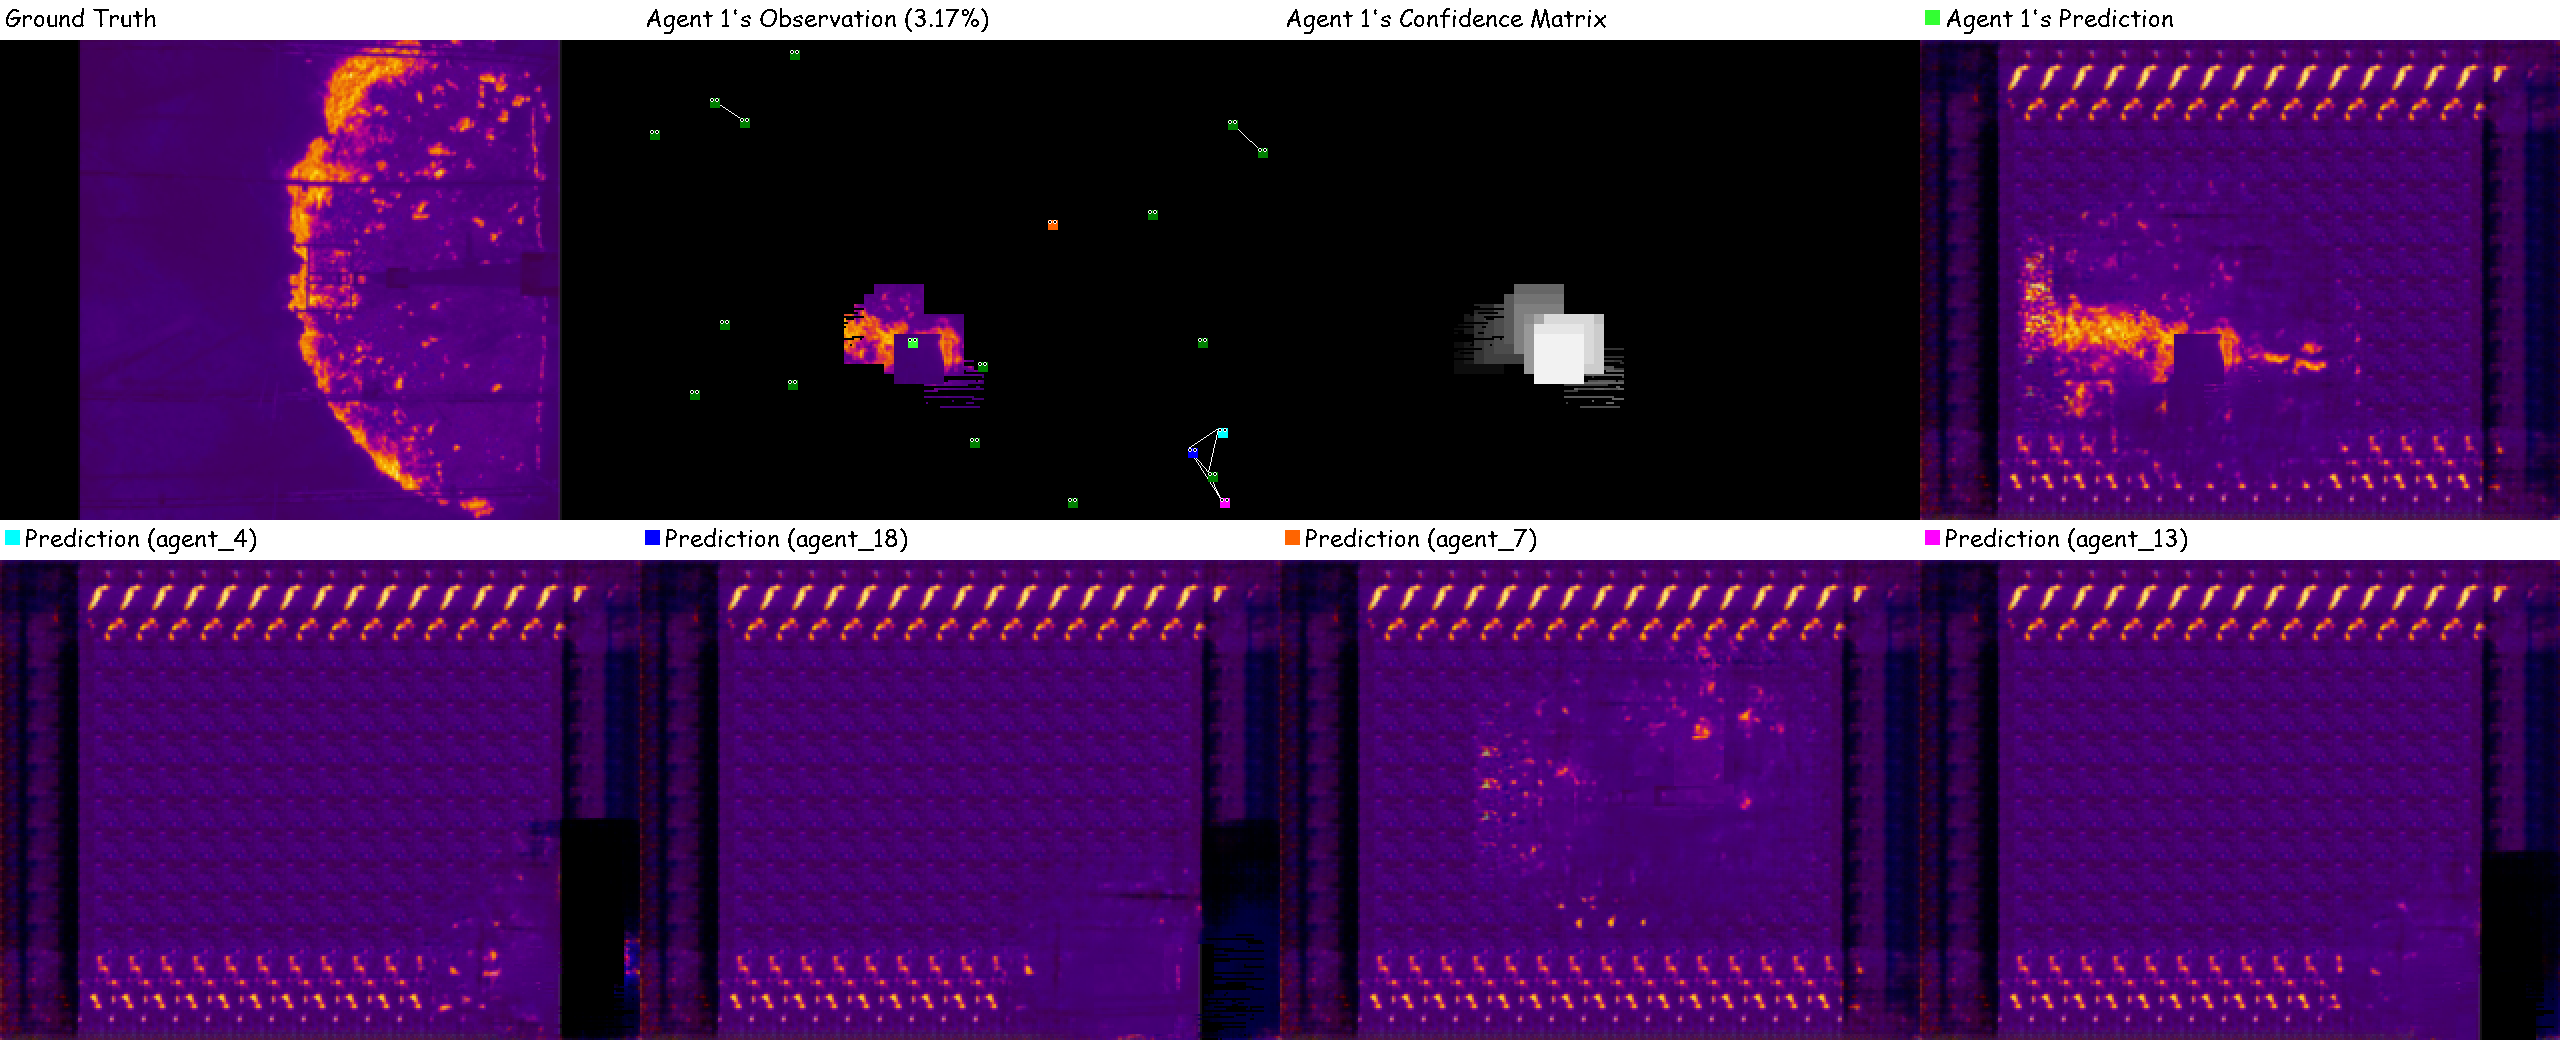 Ground Truth
Agent 1's Observation (3.17%)
Agent 1's Confidence Matrix
Agent 1's Prediction
Prediction (agent_4)
Prediction (agent_18)
Prediction (agent_7)
Prediction (agent_13)